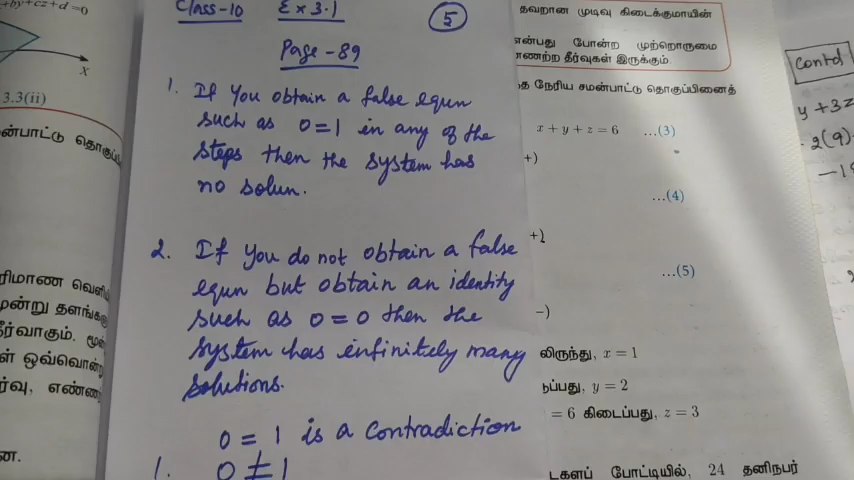 +by+cz+d=0
x
3.3(ii)
ன்பாட்டு தொகுப்
ரிமாண வெளி
மூன்று தளங்க
ர்வாகும்.
ள் ஒவ்வொன்
ர்வு, எண்ண
ன.
Class-10 Ex 3.1
5
Page-89
1. If you obtain a false equn
such as 0=1 in any of the
steps then the system has
no solun.
2. If you do not obtain a false
equn but obtain an identity
such as 0=0 then the
system has infinitely many
solutions.
0 = 1 is a contradiction
1. 0 ≠ 1
தவறான முடிவு கிடைக்குமாயின்
என்பது போன்ற முற்றொருமை
ணற்ற தீர்வுகள் இருக்கும்.
நேரிய சமன்பாட்டு தொகுப்பினைத்
x + y + z = 6 ...(3)
+)
...(4)
+)
...(5)
−)
லிருந்து, x = 1
டுப்பது, y = 2
= 6 கிடைப்பது, z = 3
டகளப் போட்டியில், 24 தனிநபர்
contd
y + 3z
2(9)